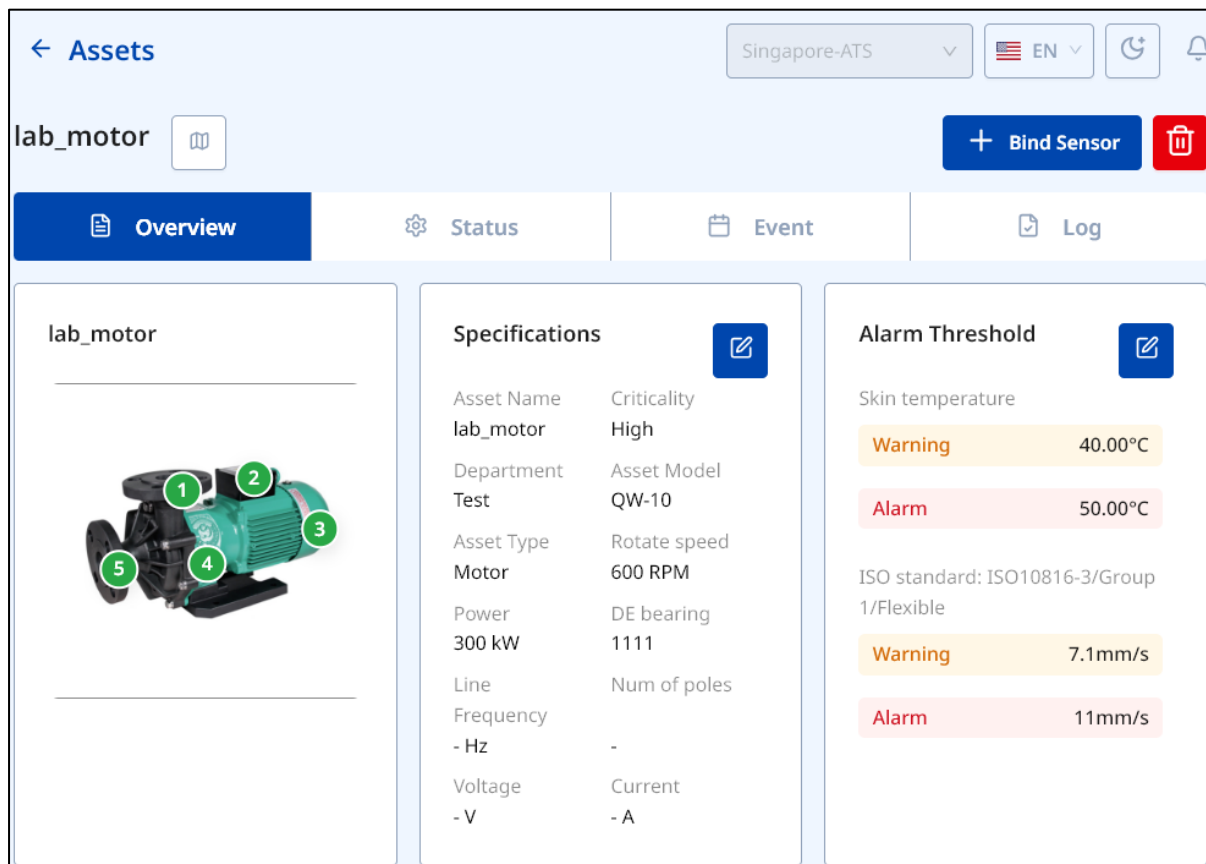 Assets
Singapore-ATS
EN
lab_motor
Bind Sensor
Overview
Status
Event
Log
lab_motor
1
2
3
4
5
Specifications
Asset Name Criticality
lab_motor High
Department Asset Model
Test QW-10
Asset Type Rotate speed
Motor 600 RPM
Power DE bearing
300 kW 1111
Line Num of poles
Frequency
- Hz -
Voltage Current
- V - A
Alarm Threshold
Skin temperature
Warning 40.00°C
Alarm 50.00°C
ISO standard: ISO10816-3/Group
1/Flexible
Warning 7.1mm/s
Alarm 11mm/s